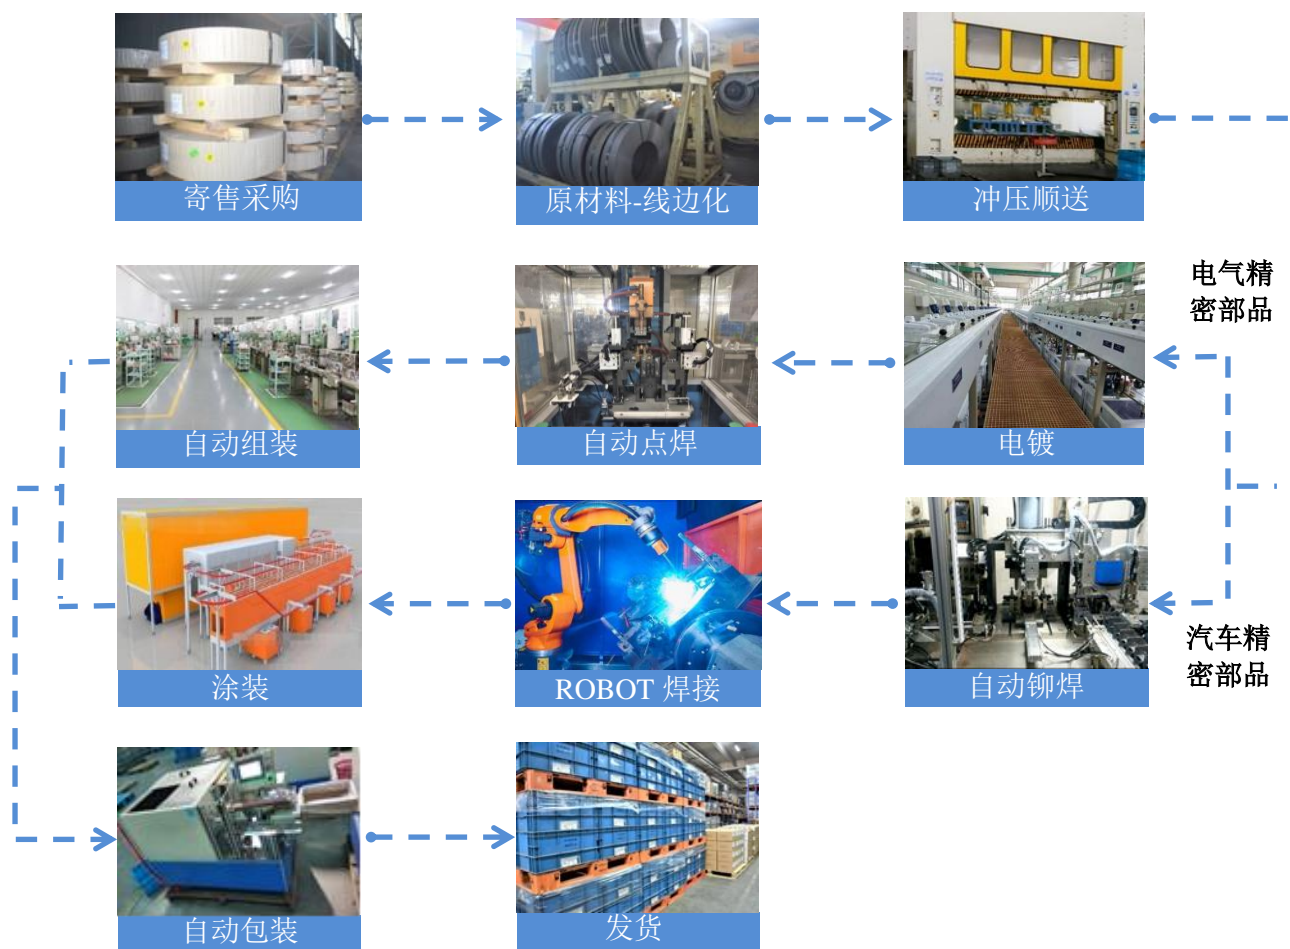 寄售采购
原材料-线边化
冲压顺送
电气精
密部品
自动组装
自动点焊
电镀
汽车精
密部品
涂装
ROBOT 焊接
自动铆焊
自动包装
发货